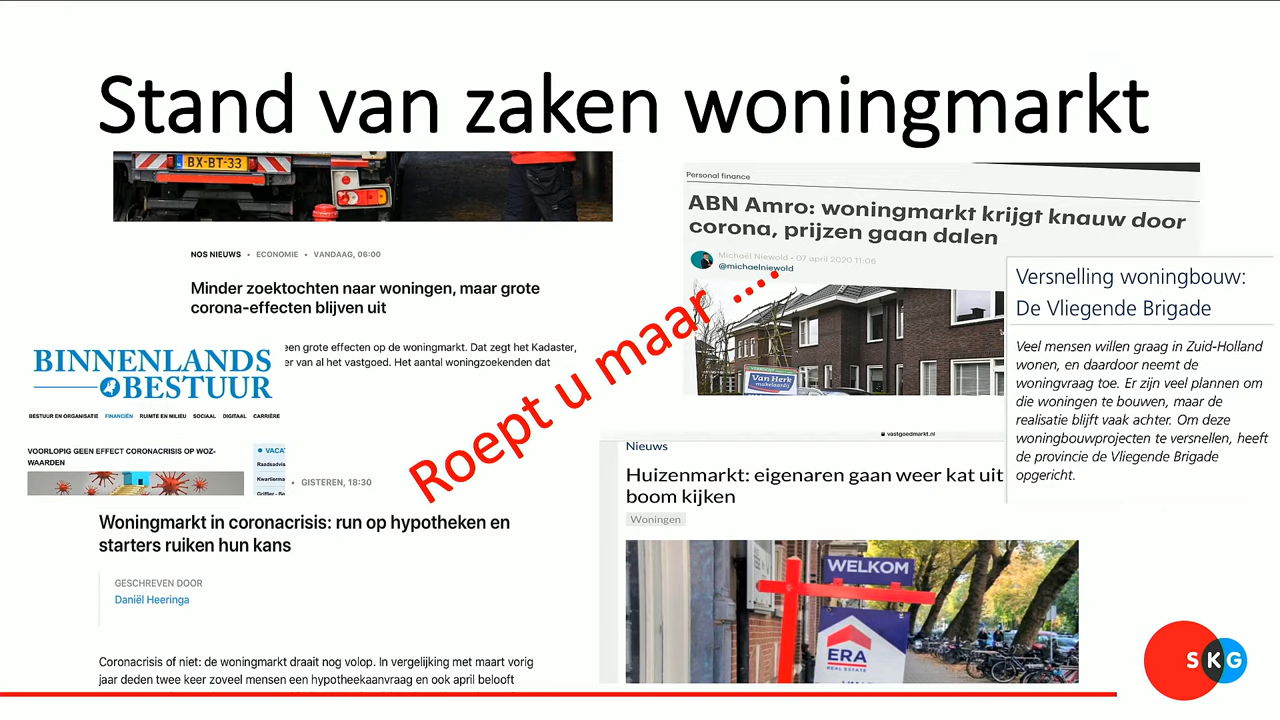 Stand van zaken woningmarkt
BX-BT-33
NOS NIEUWS • ECONOMIE • VANDAAG, 06:00
Minder zoektochten naar woningen, maar grote
corona-effecten blijven uit
een grote effecten op de woningmarkt. Dat zegt het Kadaster,
er van al het vastgoed. Het aantal woningzoekenden dat
BINNENLANDS
BESTUUR
BESTUUR EN ORGANISATIE FINANCIËN RUIMTE EN MILIEU SOCIAAL DIGITAAL CARRIÈRE
VOORLOPIG GEEN EFFECT CORONACRISIS OP WOZ-
WAARDEN
VACA
Raadsadvis
Kwartierma
Griffier - Be
• GISTEREN, 18:30
Woningmarkt in coronacrisis: run op hypotheken en
starters ruiken hun kans
GESCHREVEN DOOR
Daniël Heeringa
Coronacrisis of niet: de woningmarkt draait nog volop. In vergelijking met maart vorig
jaar deden twee keer zoveel mensen een hypotheekaanvraag en ook april belooft
Roept u maar ....
Personal finance
ABN Amro: woningmarkt krijgt knauw door
corona, prijzen gaan dalen
Michaël Niewold • 07 april 2020 11:06
@michaelniewold
Van Herk
makelaardij
Versnelling woningbouw:
De Vliegende Brigade
Veel mensen willen graag in Zuid-Holland
wonen, en daardoor neemt de
woningvraag toe. Er zijn veel plannen om
die woningen te bouwen, maar de
realisatie blijft vaak achter. Om deze
woningbouwprojecten te versnellen, heeft
de provincie de Vliegende Brigade
opgericht.
vastgoedmarkt.nl
Nieuws
Huizenmarkt: eigenaren gaan weer kat uit
boom kijken
Woningen
WELKOM
ERA
REAL ESTATE
SKG